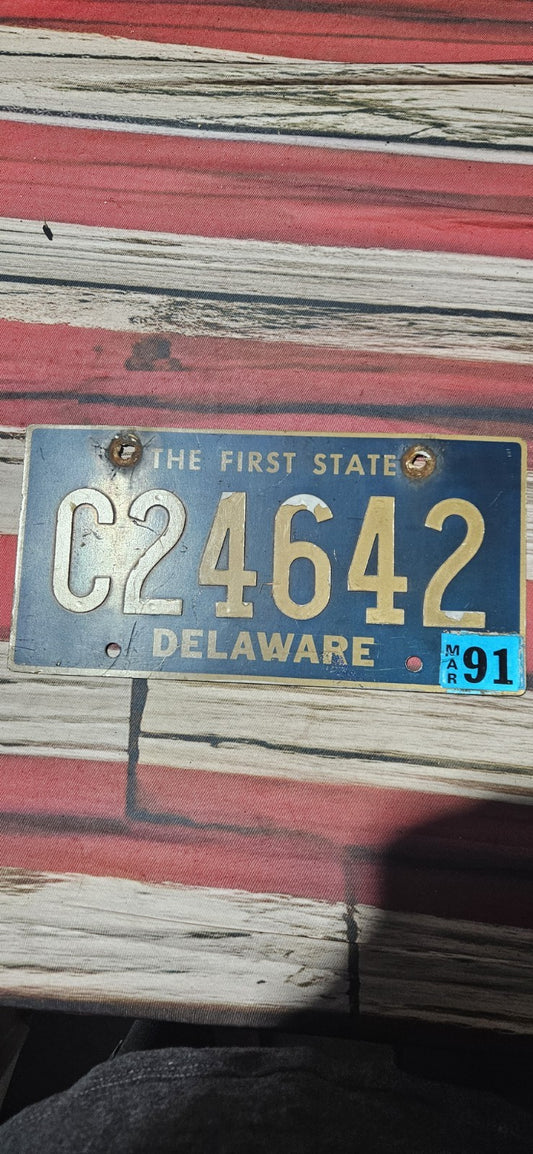 THE FIRST STATE
C24642
DELAWARE
MAR 91